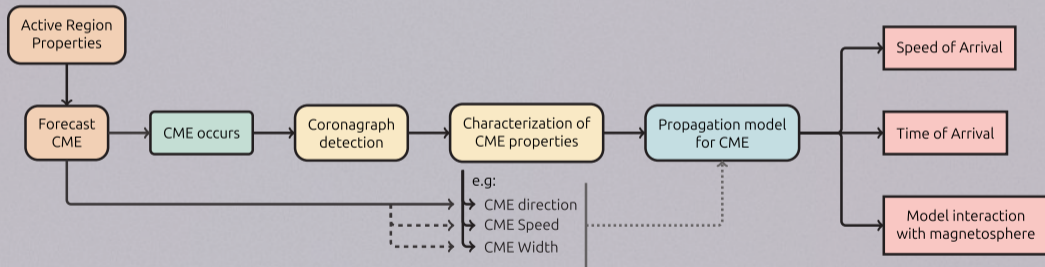 Active Region
Properties
Forecast
CME
CME occurs
Coronagraph
detection
Characterization of
CME properties
Propagation model
for CME
Speed of Arrival
Time of Arrival
Model interaction
with magnetosphere
e.g:
CME direction
CME Speed
CME Width